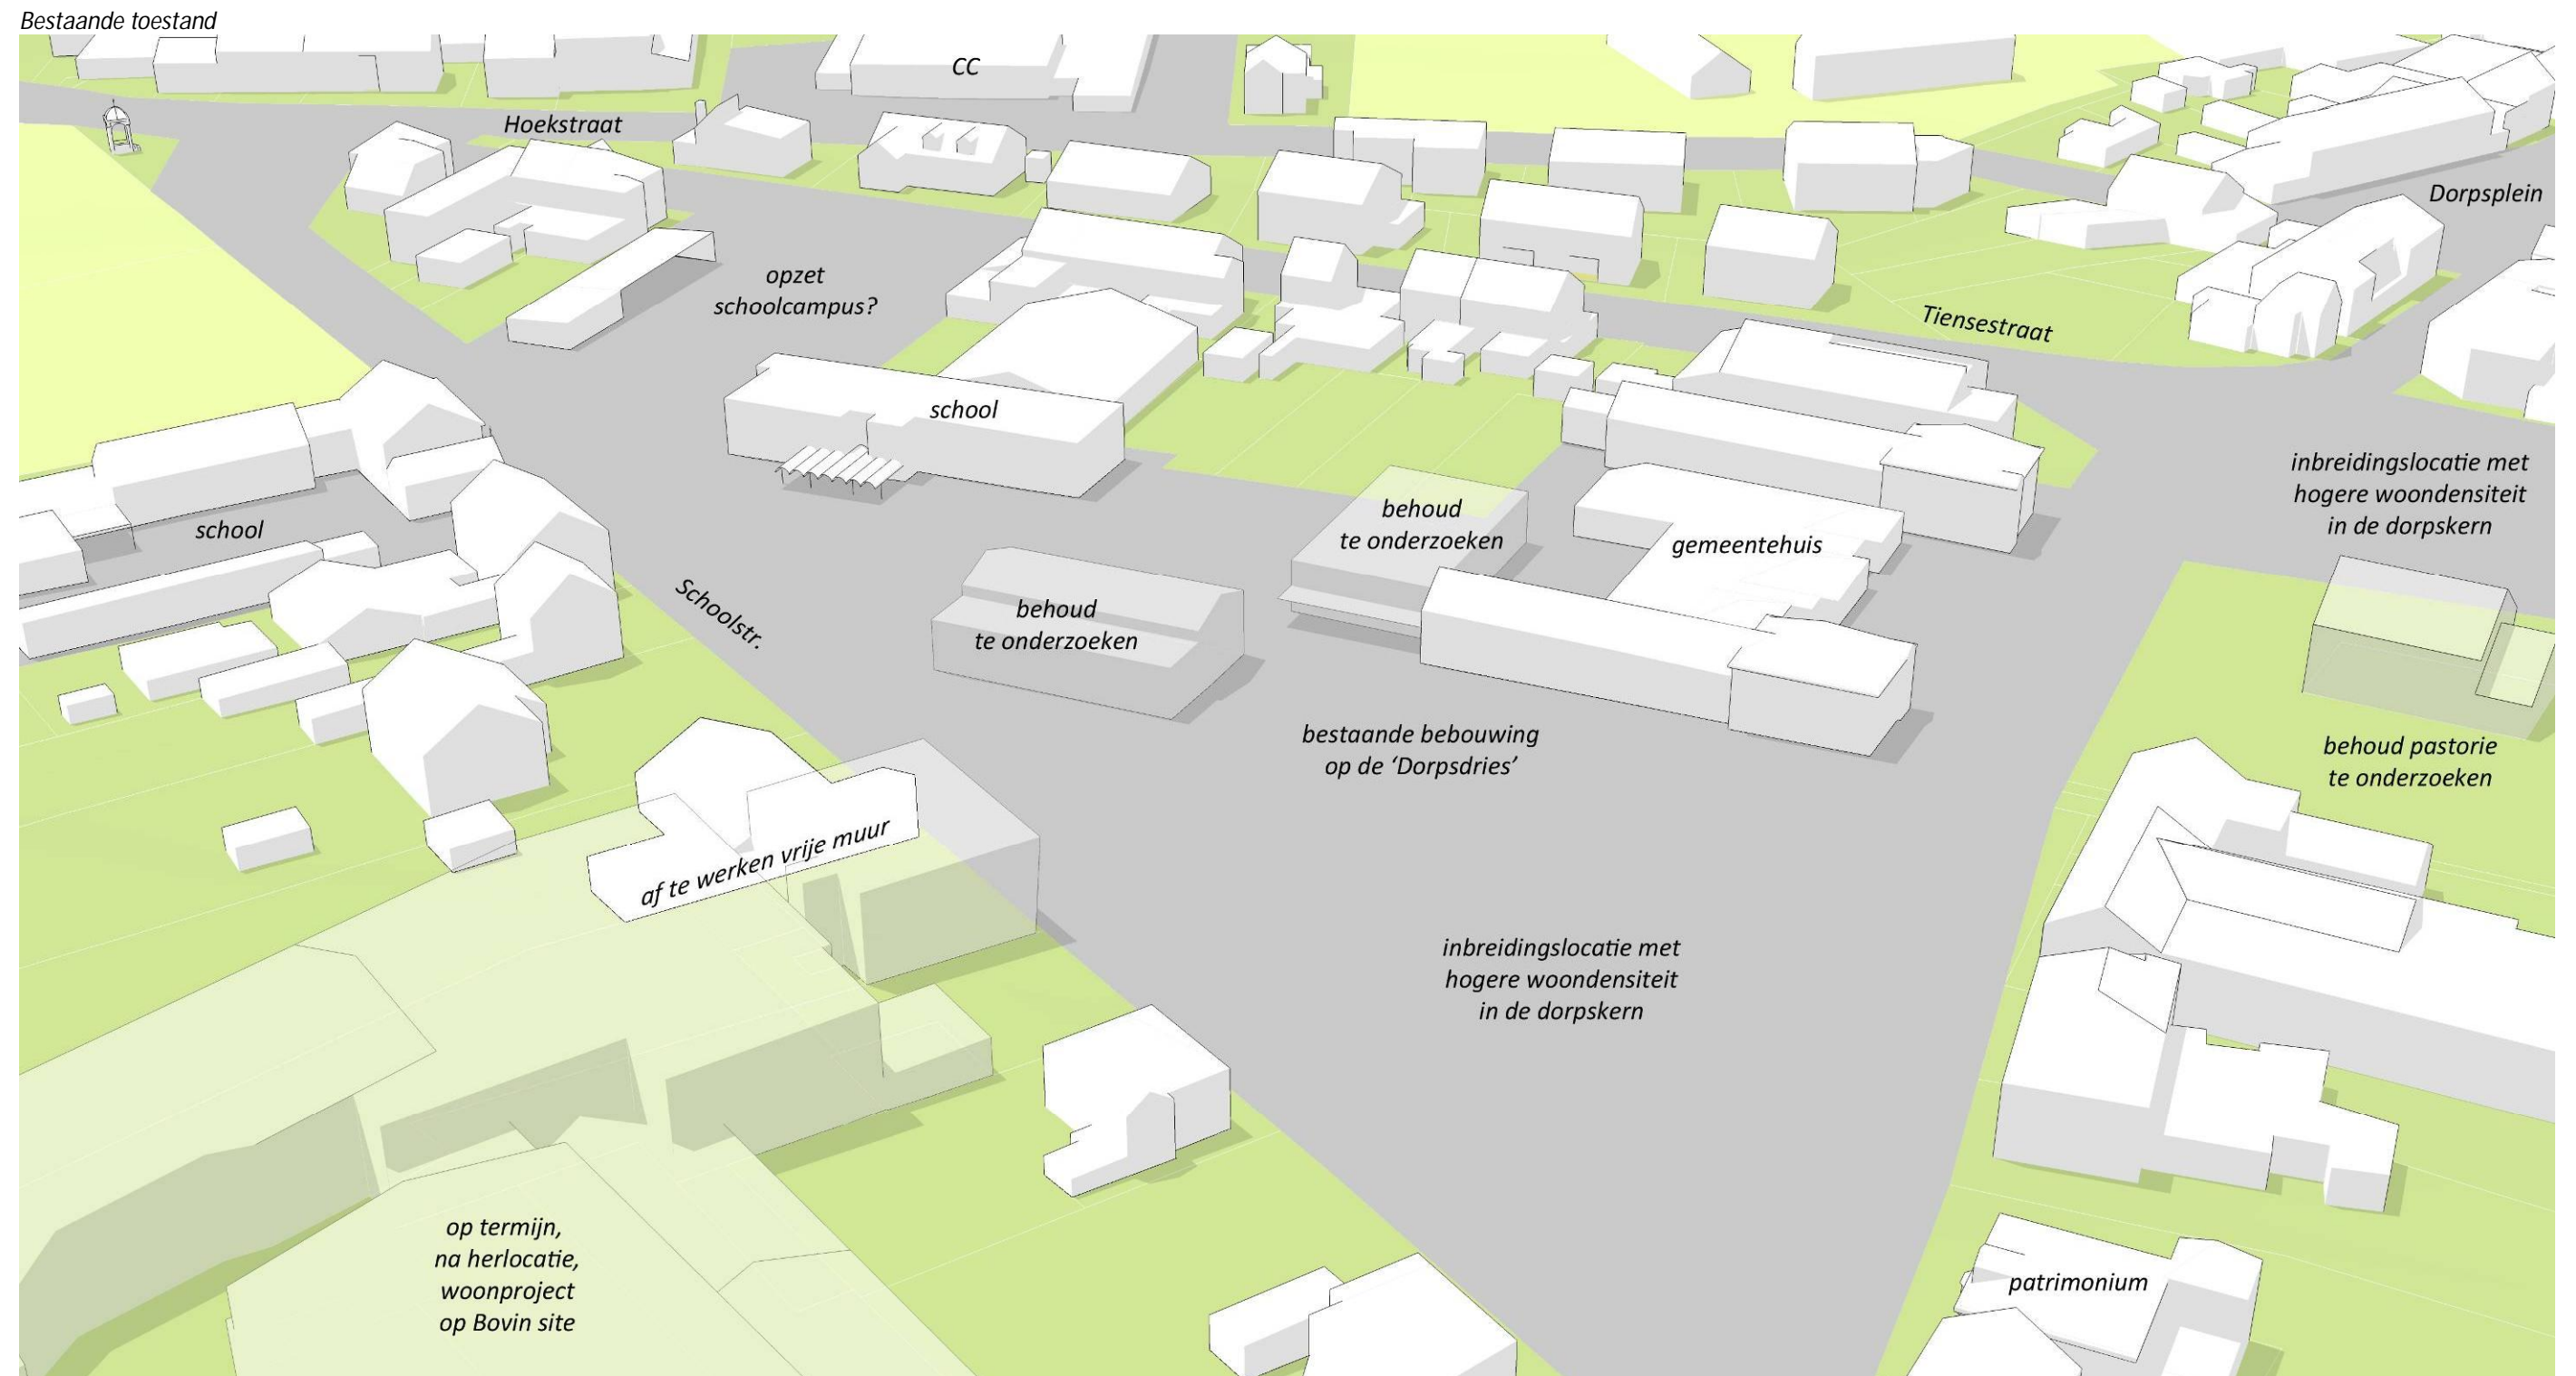 Bestaande toestand
CC
Hoekstraat
Dorpsplein
opzet
schoolcampus?
Tiensestraat
school
inbreidingslocatie met
hogere woondensiteit
in de dorpskern
behoud
te onderzoeken
school
gemeentehuis
Schoolstr.
behoud
te onderzoeken
bestaande bebouwing
op de ‘Dorpsdries’
behoud pastorie
te onderzoeken
af te werken vrije muur
inbreidingslocatie met
hogere woondensiteit
in de dorpskern
op termijn,
na herlocatie,
woonproject
op Bovin site
patrimonium